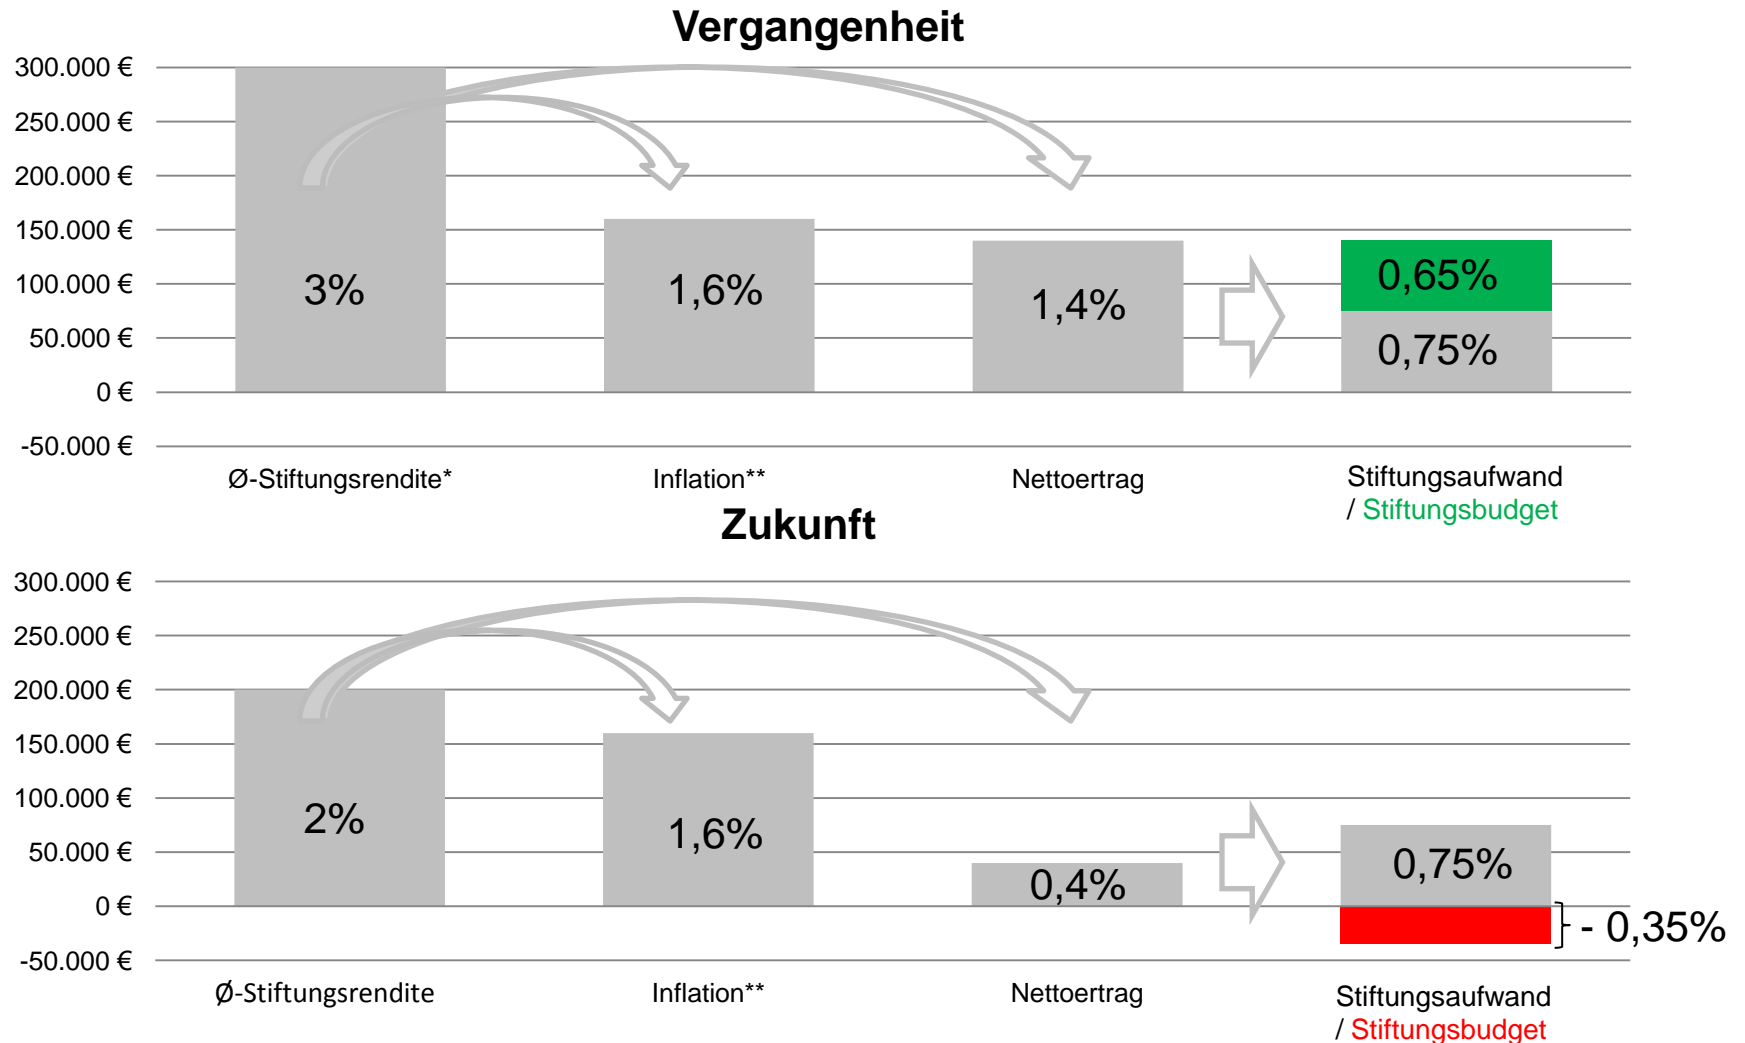 Vergangenheit
300.000 €
250.000 €
200.000 €
150.000 €
100.000 €
50.000 €
0 €
-50.000 €
3%
1,6%
1,4%
0,65%
0,75%
Ø-Stiftungsrendite*
Inflation**
Nettoertrag
Stiftungsaufwand
/ Stiftungsbudget
Zukunft
300.000 €
250.000 €
200.000 €
150.000 €
100.000 €
50.000 €
0 €
-50.000 €
2%
1,6%
0,4%
0,75%
- 0,35%
Ø-Stiftungsrendite
Inflation**
Nettoertrag
Stiftungsaufwand
/ Stiftungsbudget